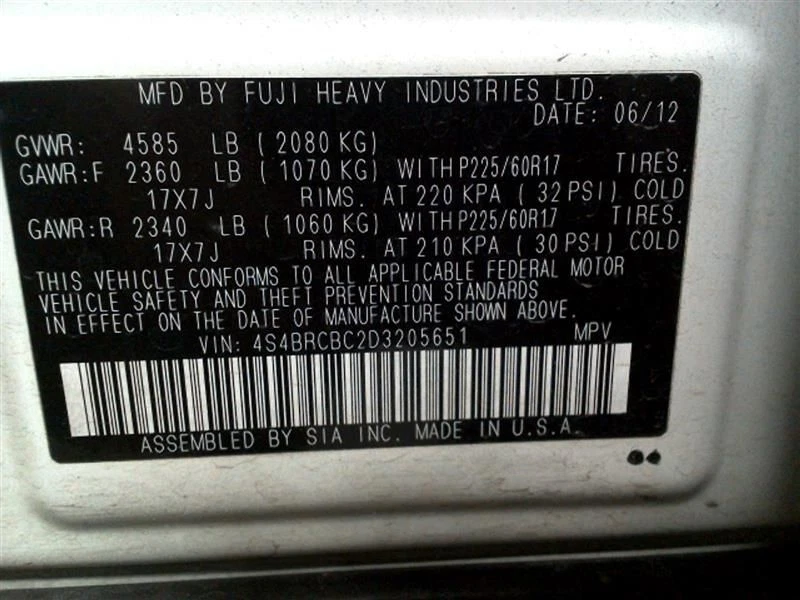 MFD BY FUJI HEAVY INDUSTRIES LTD.
DATE: 06/12
GVWR: 4585 LB ( 2080 KG)
GAWR:F 2360 LB ( 1070 KG) WITH P225/60R17 TIRES.
17X7J RIMS. AT 220 KPA ( 32 PSI) COLD
GAWR:R 2340 LB ( 1060 KG) WITH P225/60R17 TIRES.
17X7J RIMS. AT 210 KPA ( 30 PSI) COLD
THIS VEHICLE CONFORMS TO ALL APPLICABLE FEDERAL MOTOR
VEHICLE SAFETY AND THEFT PREVENTION STANDARDS
IN EFFECT ON THE DATE OF MANUFACTURE SHOWN ABOVE.
VIN: 4S4BRCBC2D3205651 MPV
ASSEMBLED BY SIA INC. MADE IN U.S.A.